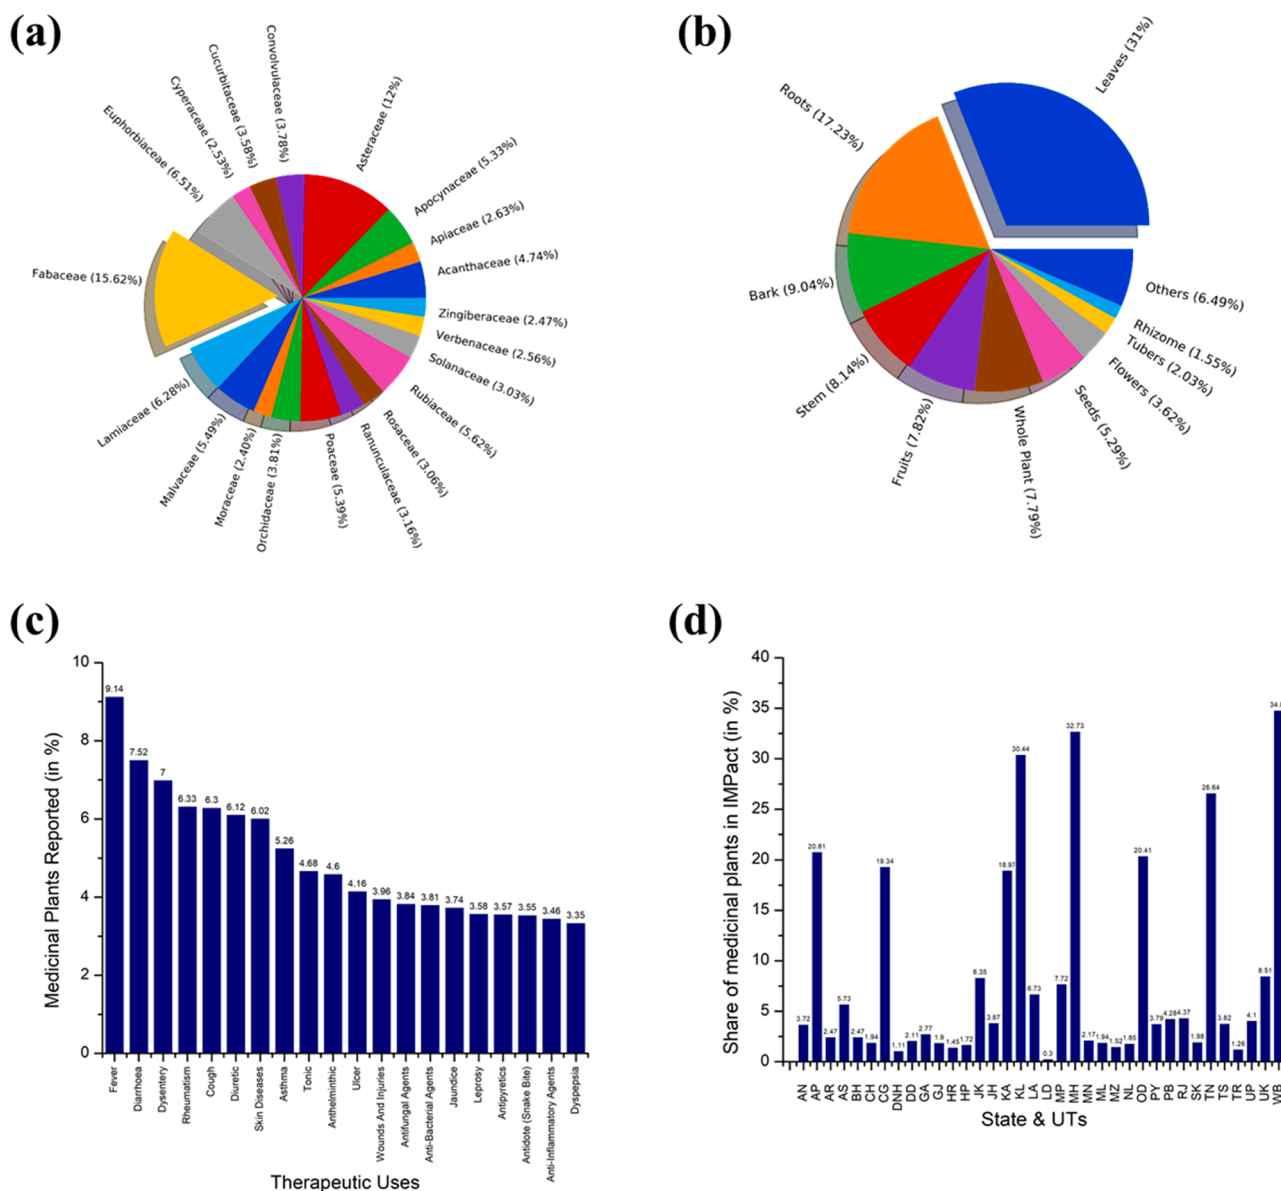 (a)
Convolvulaceae (3.78%)
Cucurbitaceae (3.58%)
Cyperaceae (2.53%)
Euphorbiaceae (6.51%)
Fabaceae (15.62%)
Lamiaceae (6.28%)
Malvaceae (5.49%)
Moraceae (2.40%)
Orchidaceae (3.81%)
Poaceae (5.39%)
Ranunculaceae (3.16%)
Rosaceae (3.06%)
Rubiaceae (5.62%)
Solanaceae (3.03%)
Verbenaceae (2.56%)
Zingiberaceae (2.47%)
Acanthaceae (4.74%)
Apiaceae (2.63%)
Apocynaceae (5.33%)
Asteraceae (12%)
(b)
Leaves (31%)
Roots (17.23%)
Bark (9.04%)
Stem (8.14%)
Fruits (7.82%)
Whole Plant (7.79%)
Seeds (5.29%)
Flowers (3.62%)
Tubers (2.03%)
Rhizome (1.55%)
Others (6.49%)
(c)
Medicinal Plants Reported (in %)
10
8
6
4
2
0
9.14
7.52
7
6.33
6.3
6.12
6.02
5.26
4.68
4.6
4.16
3.96
3.84
3.81
3.74
3.58
3.57
3.55
3.46
3.35
Fever
Diarrhoea
Dysentery
Rheumatism
Cough
Diuretic
Skin Diseases
Asthma
Tonic
Anthelminthic
Ulcer
Wounds And Injuries
Antifungal Agents
Anti-Bacterial Agents
Jaundice
Leprosy
Antipyretics
Antidote (Snake Bite)
Anti-Inflammatory Agents
Dyspepsia
Therapeutic Uses
(d)
Share of medicinal plants in IMPact (in %)
40
35
30
25
20
15
10
5
0
3.72
20.81
2.47
5.73
2.47
1.94
19.34
1.11
2.11
2.77
1.9
1.45
1.72
8.35
3.87
18.97
30.44
6.73
0.3
7.72
32.73
2.17
1.94
1.52
1.85
20.41
3.79
4.28
4.37
1.98
26.64
3.82
1.26
4.1
8.51
AN
AP
AR
AS
BH
CH
CG
DNH
DD
GA
GJ
HR
HP
JK
JH
KA
KL
LA
LD
MP
MH
MN
ML
MZ
NL
OD
PY
PB
RJ
SK
TN
TS
TR
UP
UK
WB
State & UTs